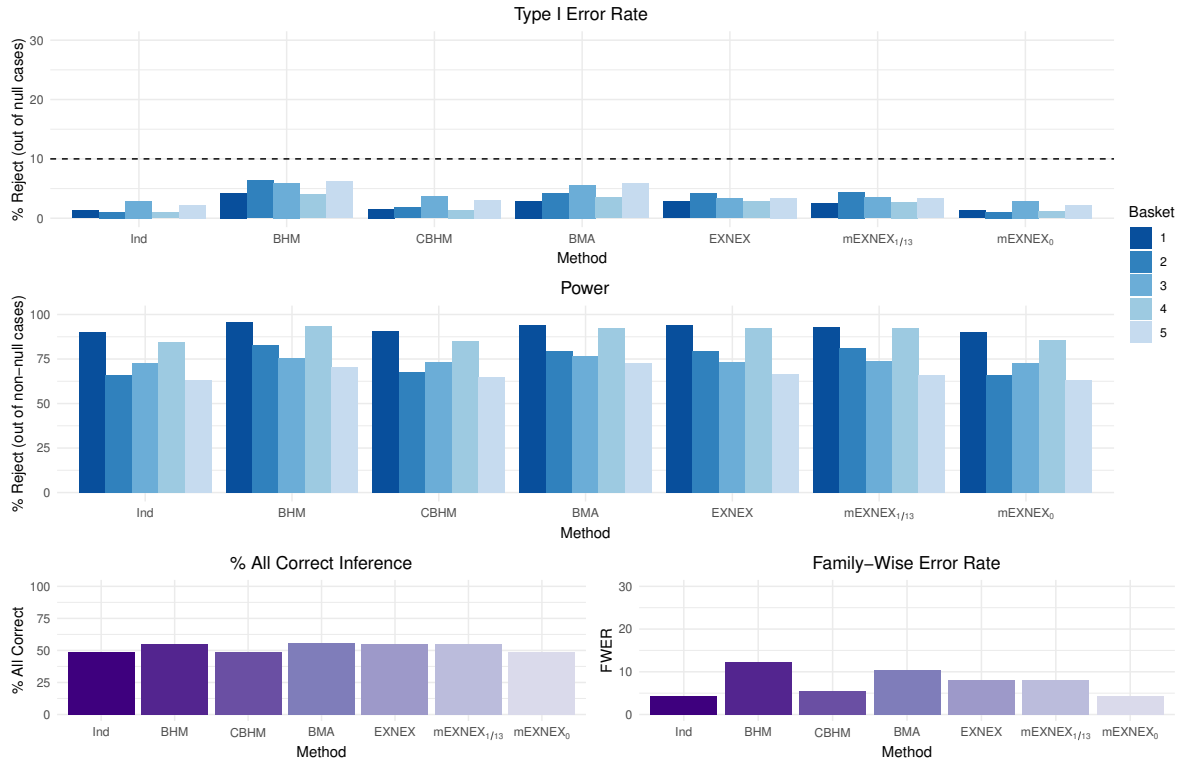 Type I Error Rate
% Reject (out of null cases)
30
20
10
0
Ind BHM CBHM BMA EXNEX mEXNEX₁/₁₃ mEXNEX₀
Method
Basket
1
2
3
4
5
Power
% Reject (out of non−null cases)
100
75
50
25
0
Ind BHM CBHM BMA EXNEX mEXNEX₁/₁₃ mEXNEX₀
Method
% All Correct Inference
% All Correct
100
75
50
25
0
Ind BHM CBHM BMA EXNEX mEXNEX₁/₁₃ mEXNEX₀
Method
Family−Wise Error Rate
FWER
30
20
10
0
Ind BHM CBHM BMA EXNEX mEXNEX₁/₁₃ mEXNEX₀
Method